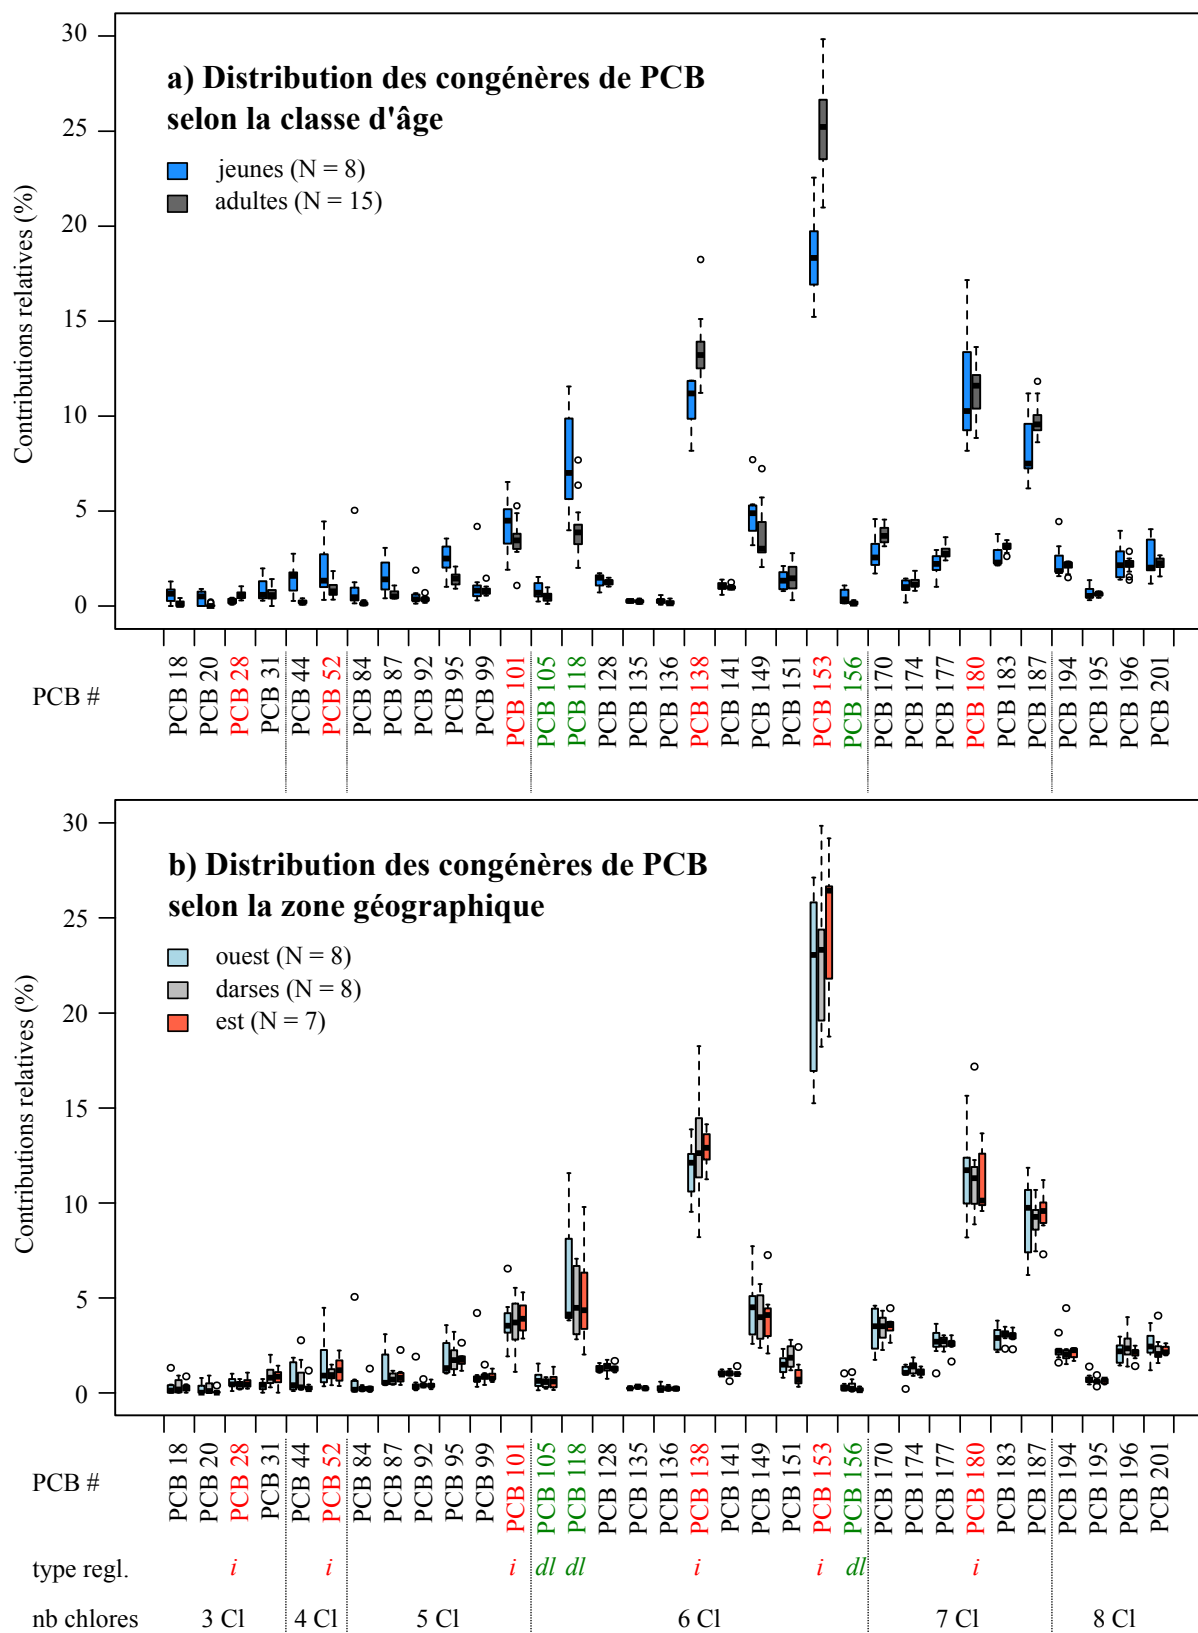 a) Distribution des congénères de PCB
selon la classe d'âge
jeunes (N = 8)
adultes (N = 15)
Contributions relatives (%)
30
25
20
15
10
5
0
PCB #
PCB 18
PCB 20
PCB 28
PCB 31
PCB 44
PCB 52
PCB 84
PCB 87
PCB 92
PCB 95
PCB 99
PCB 101
PCB 105
PCB 118
PCB 128
PCB 135
PCB 136
PCB 138
PCB 141
PCB 149
PCB 151
PCB 153
PCB 156
PCB 170
PCB 174
PCB 177
PCB 180
PCB 183
PCB 187
PCB 194
PCB 195
PCB 196
PCB 201
b) Distribution des congénères de PCB
selon la zone géographique
ouest (N = 8)
darses (N = 8)
est (N = 7)
Contributions relatives (%)
30
25
20
15
10
5
0
PCB #
PCB 18
PCB 20
PCB 28
PCB 31
PCB 44
PCB 52
PCB 84
PCB 87
PCB 92
PCB 95
PCB 99
PCB 101
PCB 105
PCB 118
PCB 128
PCB 135
PCB 136
PCB 138
PCB 141
PCB 149
PCB 151
PCB 153
PCB 156
PCB 170
PCB 174
PCB 177
PCB 180
PCB 183
PCB 187
PCB 194
PCB 195
PCB 196
PCB 201
type regl. i i i dl dl i i dl i
nb chlores 3 Cl 4 Cl 5 Cl 6 Cl 7 Cl 8 Cl